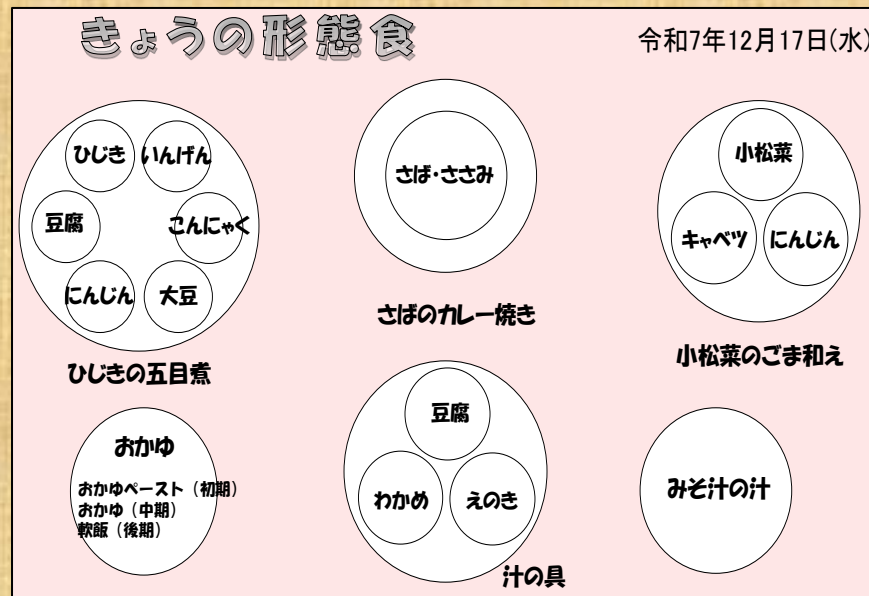 きょうの形態食
令和7年12月17日(水)
ひじき
いんげん
豆腐
こんにゃく
にんじん
大豆
ひじきの五目煮
さば・ささみ
さばのカレー焼き
小松菜
キャベツ
にんじん
小松菜のごま和え
おかゆ
おかゆペースト（初期）
おかゆ（中期）
軟飯（後期）
豆腐
わかめ
えのき
汁の具
みそ汁の汁